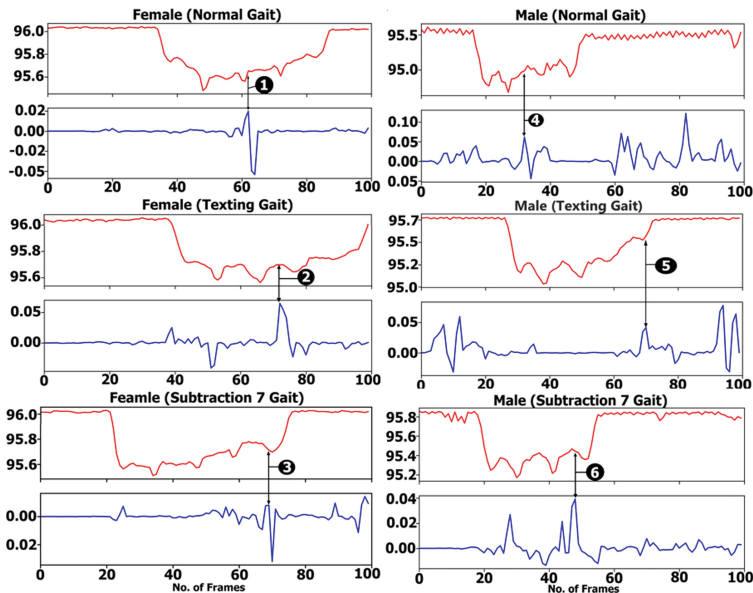 Female (Normal Gait)
96.0
95.8
95.6
1
0.02
0.00
-0.05
0 20 40 60 80 100
Female (Texting Gait)
96.0
95.8
95.6
2
0.05
0.00
0 20 40 60 80 100
Feamle (Subtraction 7 Gait)
96.0
95.8
95.6
3
0.00
0.02
0 20 40 60 80 100
No. of Frames
Male (Normal Gait)
95.5
95.0
4
0.10
0.05
0.00
0.05
0 20 40 60 80 100
Male (Texting Gait)
95.7
95.5
95.2
95.0
5
0.05
0.00
0 20 40 60 80 100
Male (Subtraction 7 Gait)
95.8
95.6
95.4
95.2
6
0.04
0.02
0.00
0 20 40 60 80 100
No. of Frames